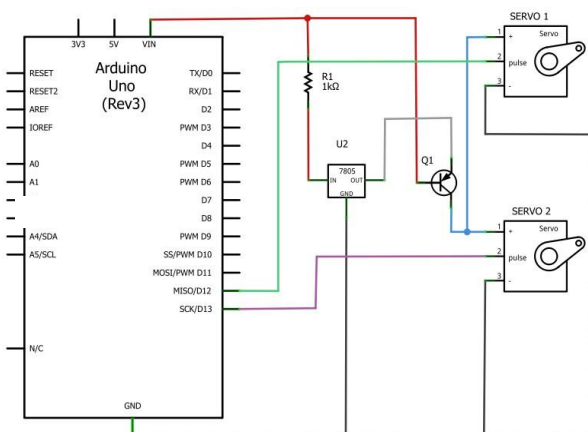 SERVO 1
3V3
5V
VIN
1
+
Servo
Arduino
Uno
(Rev3)
2
pulse
3
-
RESET
RESET2
AREF
IOREF
A0
A1
A4/SDA
A5/SCL
N/C
TX/D0
RX/D1
D2
PWM D3
D4
PWM D5
PWM D6
D7
D8
PWM D9
SS/PWM D10
MOSI/PWM D11
MISO/D12
SCK/D13
GND
R1
1kΩ
U2
7805
IN
OUT
GND
Q1
SERVO 2
1
+
Servo
2
pulse
3
-